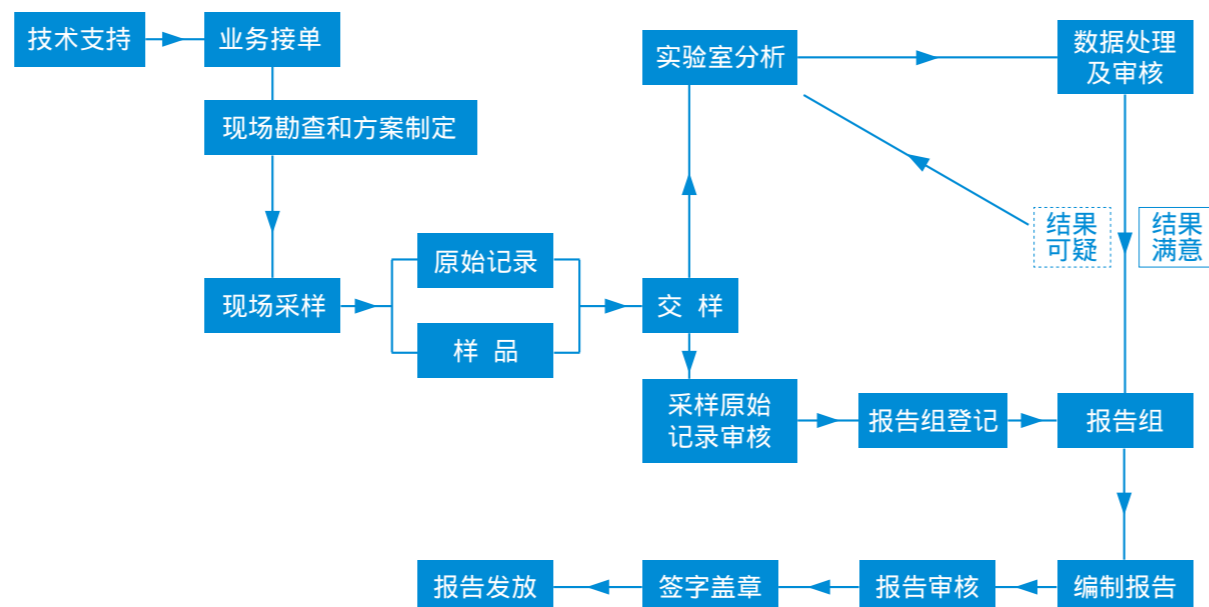 技术支持
业务接单
现场勘查和方案制定
现场采样
原始记录
样 品
交 样
实验室分析
数据处理
及审核
结果
可疑
结果
满意
采样原始
记录审核
报告组登记
报告组
编制报告
报告审核
签字盖章
报告发放